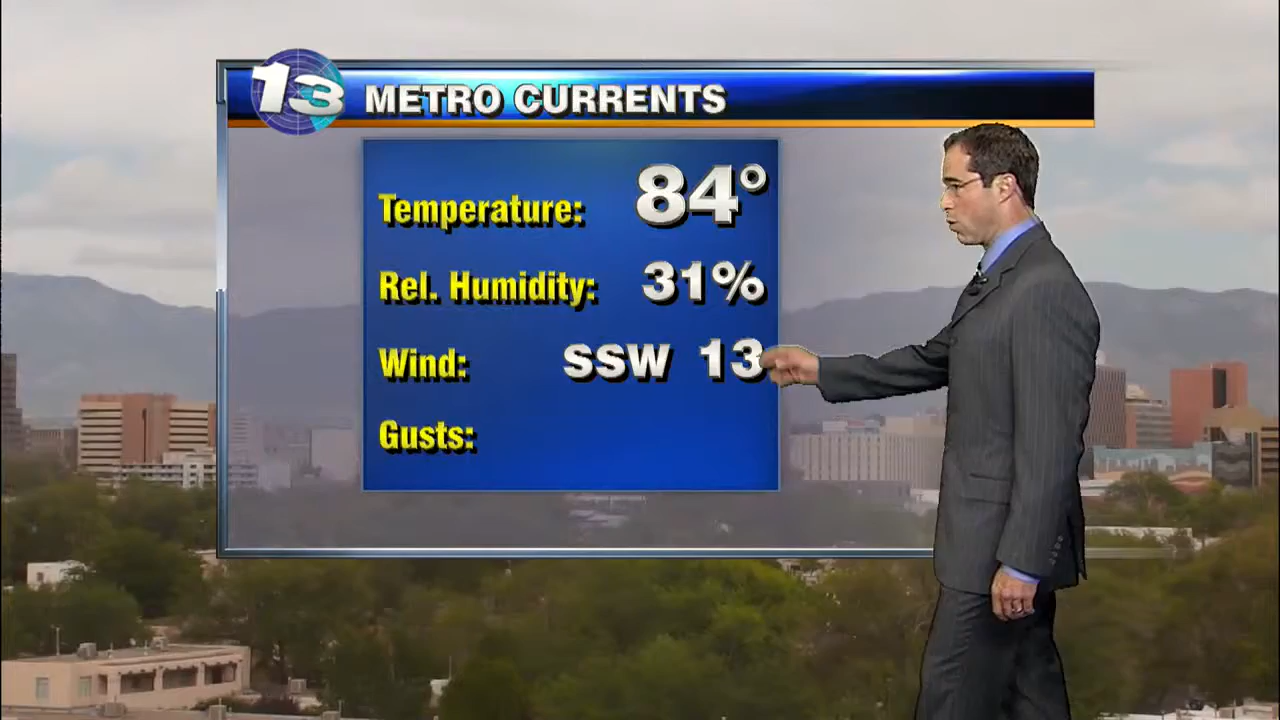 13 METRO CURRENTS
Temperature: 84°
Rel. Humidity: 31%
Wind: SSW 13
Gusts: